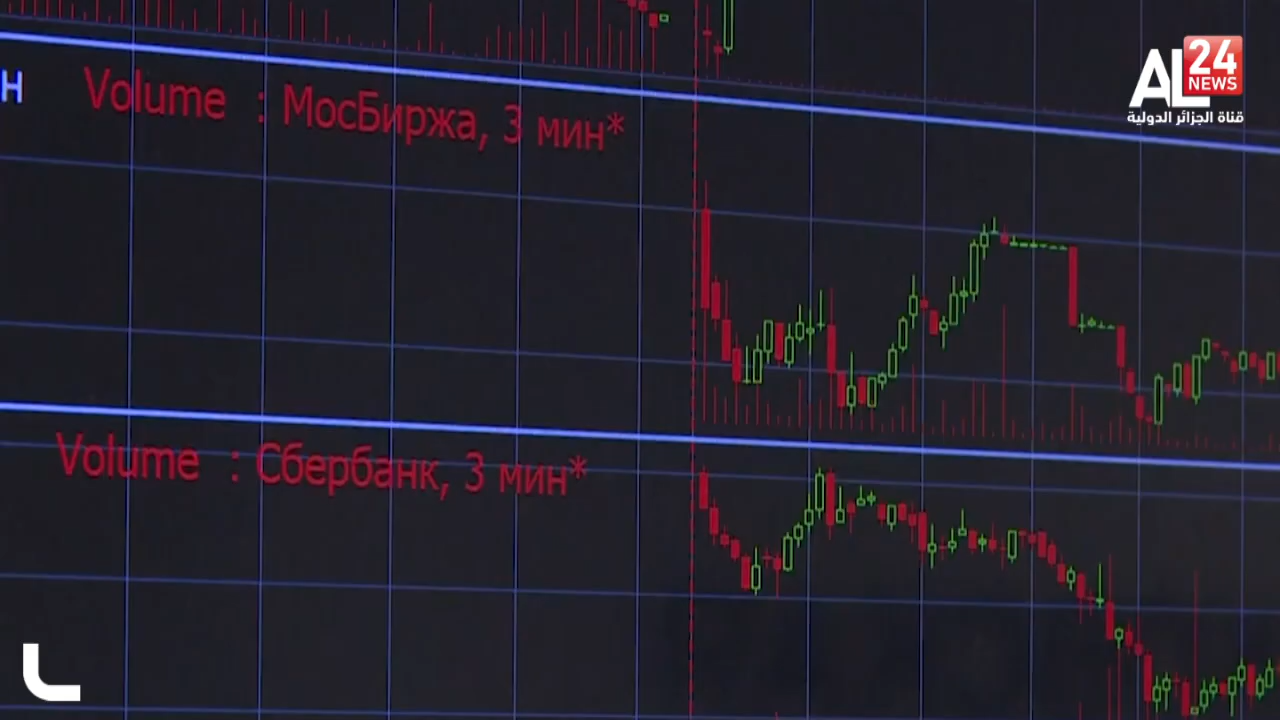 AL
24
NEWS
قناة الجزائر الدولية
н
Volume : МосБиржа, 3 мин*
Volume : Сбербанк, 3 мин*